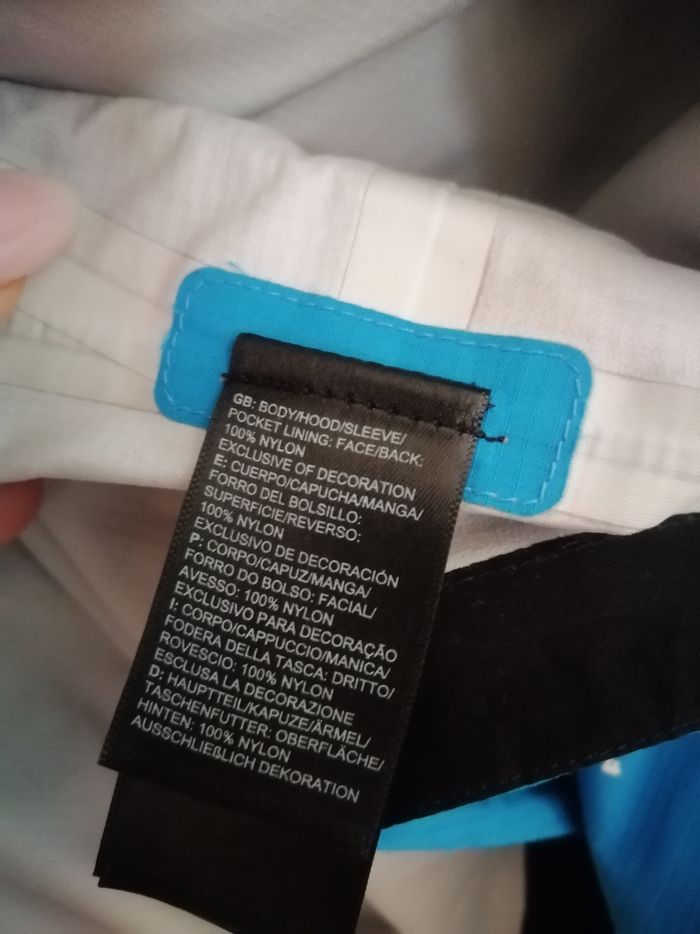 GB: BODY/HOOD/SLEEVE/
POCKET LINING: FACE/BACK:
100% NYLON
EXCLUSIVE OF DECORATION
E: CUERPO/CAPUCHA/MANGA/
FORRO DEL BOLSILLO:
SUPERFICIE/REVERSO:
100% NYLON
EXCLUSIVO DE DECORACIÓN
P: CORPO/CAPUZ/MANGA/
FORRO DO BOLSO: FACIAL/
AVESSO: 100% NYLON
EXCLUSIVO PARA DECORAÇÃO
I: CORPO/CAPPUCCIO/MANICA/
FODERA DELLA TASCA: DRITTO/
ROVESCIO: 100% NYLON
ESCLUSA LA DECORAZIONE
D: HAUPTTEIL/KAPUZE/ÄRMEL/
TASCHENFUTTER: OBERFLÄCHE/
HINTEN: 100% NYLON
AUSSCHLIEßLICH DEKORATION